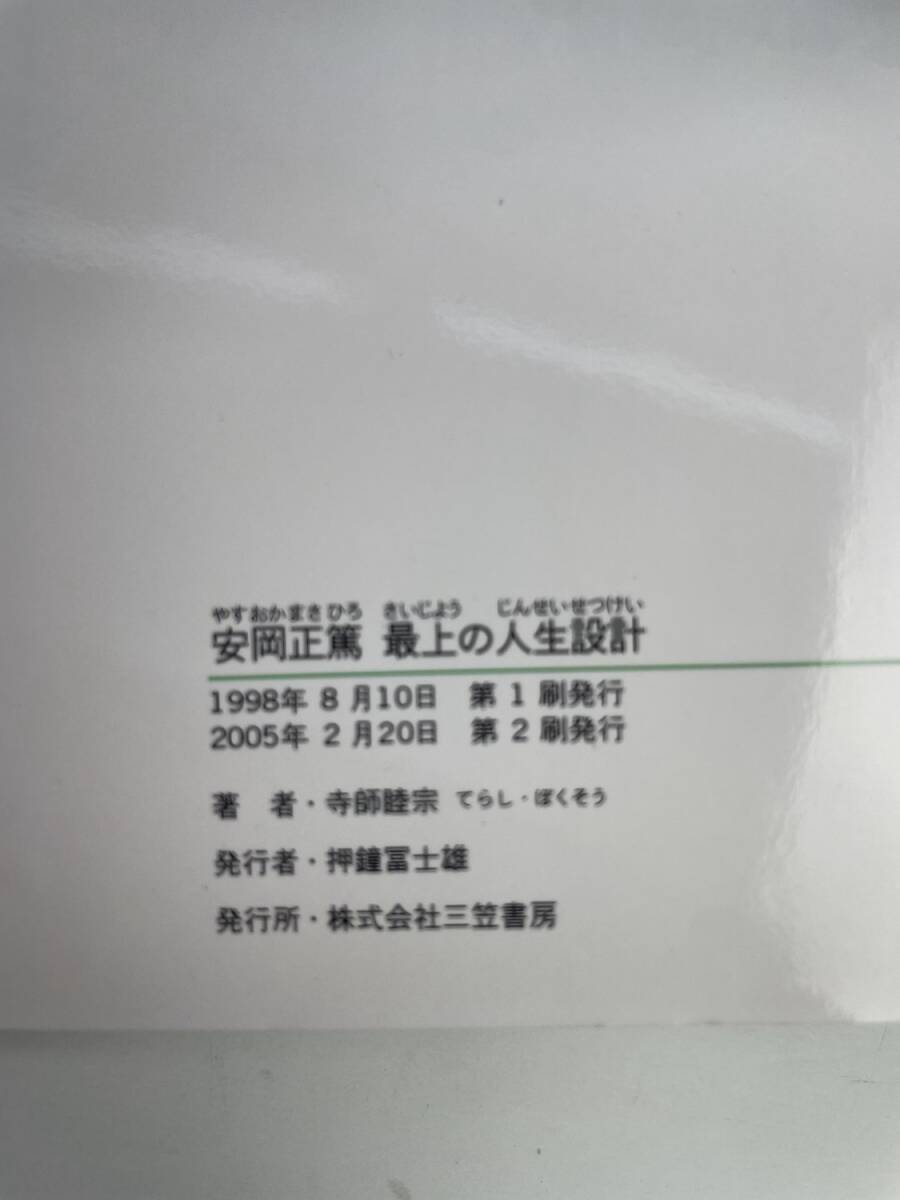 やすおかまさひろ さいじょう じんせいせつけい
安岡正篤 最上の人生設計
1998年 8 月10日 第 1 刷発行
2005年 2 月20日 第 2 刷発行
著 者・寺師睦宗 てらし・ぼくそう
発行者・押鐘冨士雄
発行所・株式会社三笠書房